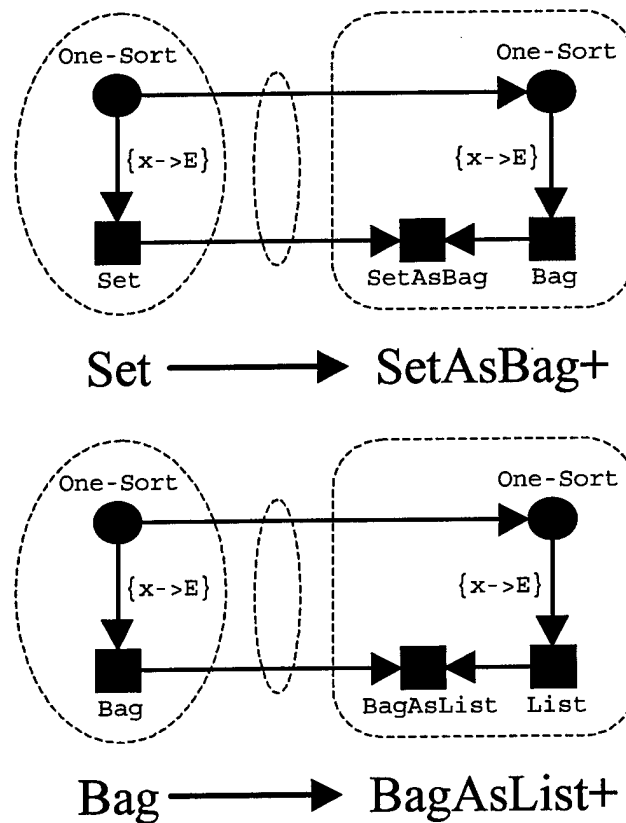 One-Sort One-Sort
{x->E} {x->E}
Set SetAsBag Bag
Set SetAsBag+
One-Sort One-Sort
{x->E} {x->E}
Bag BagAsList List
Bag BagAsList+